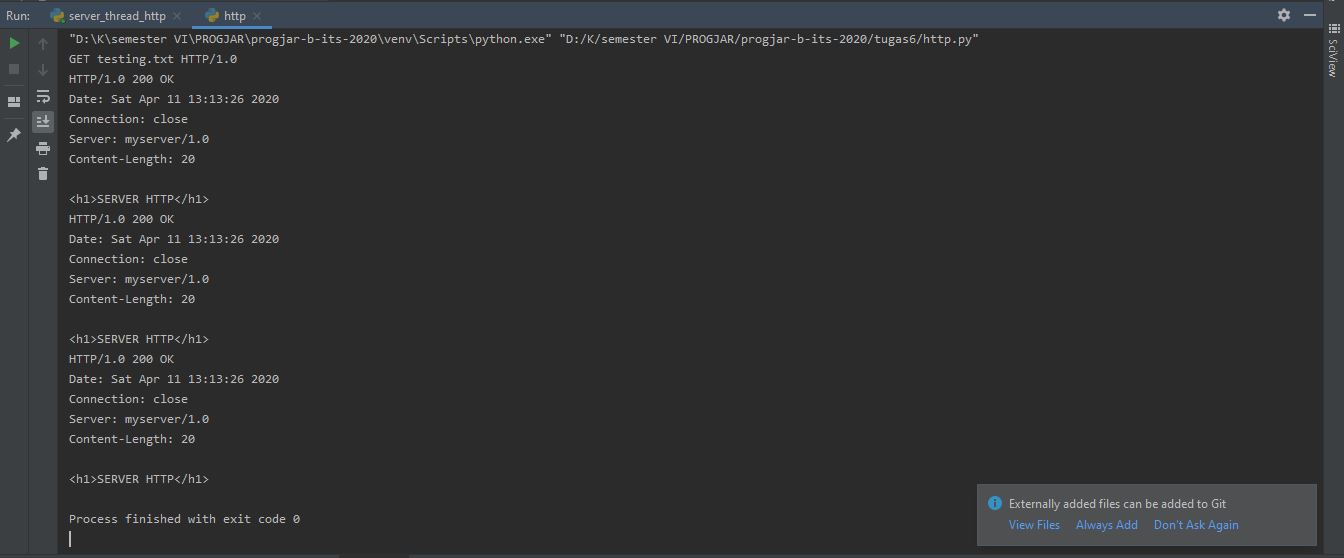 Run: server_thread_http http
"D:\K\semester VI\PROGJAR\progjar-b-its-2020\venv\Scripts\python.exe" "D:/K/semester VI/PROGJAR/progjar-b-its-2020/tugas6/http.py"
GET testing.txt HTTP/1.0
HTTP/1.0 200 OK
Date: Sat Apr 11 13:13:26 2020
Connection: close
Server: myserver/1.0
Content-Length: 20
<h1>SERVER HTTP</h1>
HTTP/1.0 200 OK
Date: Sat Apr 11 13:13:26 2020
Connection: close
Server: myserver/1.0
Content-Length: 20
<h1>SERVER HTTP</h1>
HTTP/1.0 200 OK
Date: Sat Apr 11 13:13:26 2020
Connection: close
Server: myserver/1.0
Content-Length: 20
<h1>SERVER HTTP</h1>
Process finished with exit code 0
Externally added files can be added to Git
View Files Always Add Don't Ask Again
SciView